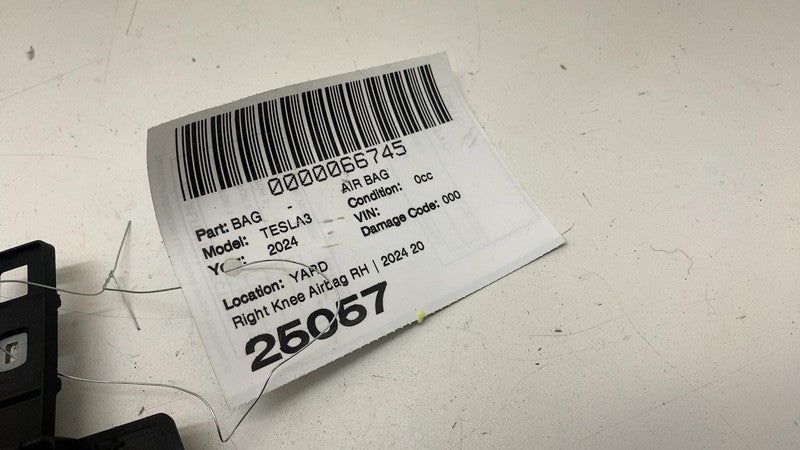 0000066745
Part: BAG - AIR BAG
Model: TESLA3 Condition: 0cc
Year: 2024 VIN:
Damage Code: 000
Location: YARD
Right Knee Airbag RH | 2024 20
25057